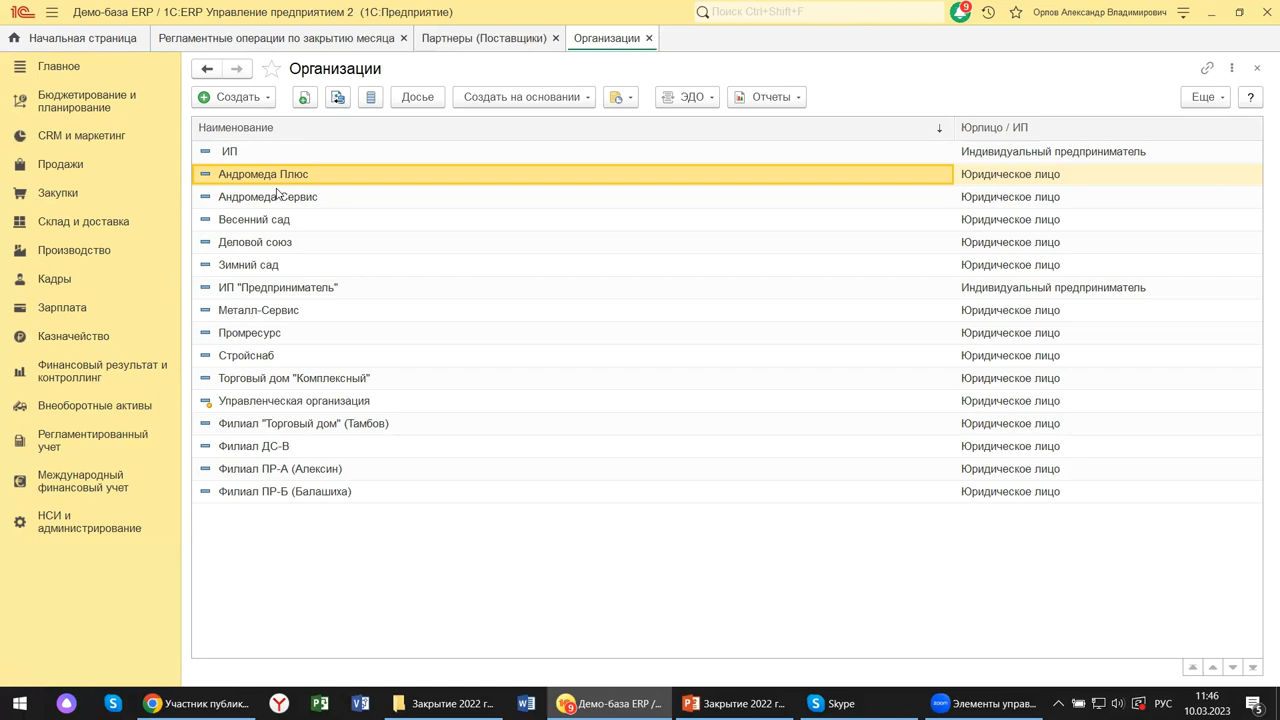 1С Демо-база ERP / 1С:ERP Управление предприятием 2 (1С:Предприятие) Поиск Ctrl+Shift+F 9 Орлов Александр Владимирович
Начальная страница Регламентные операции по закрытию месяца × Партнеры (Поставщики) × Организации ×
Главное
Бюджетирование и
планирование
CRM и маркетинг
Продажи
Закупки
Склад и доставка
Производство
Кадры
Зарплата
Казначейство
Финансовый результат и
контроллинг
Внеоборотные активы
Регламентированный
учет
Международный
финансовый учет
НСИ и
администрирование
Организации
Создать Досье Создать на основании ЭДО Отчеты Еще ?
Наименование ↓ Юрлицо / ИП
ИП Индивидуальный предприниматель
Андромеда Плюс Юридическое лицо
Андромеда Сервис Юридическое лицо
Весенний сад Юридическое лицо
Деловой союз Юридическое лицо
Зимний сад Юридическое лицо
ИП "Предприниматель" Индивидуальный предприниматель
Металл-Сервис Юридическое лицо
Промресурс Юридическое лицо
Стройснаб Юридическое лицо
Торговый дом "Комплексный" Юридическое лицо
Управленческая организация Юридическое лицо
Филиал "Торговый дом" (Тамбов) Юридическое лицо
Филиал ДС-В Юридическое лицо
Филиал ПР-А (Алексин) Юридическое лицо
Филиал ПР-Б (Балашиха) Юридическое лицо
Участник публик... Закрытие 2022 г... 9 Демо-база ERP /... Закрытие 2022 г... Skype zoom Элементы управ... РУС 11:46
10.03.2023 5